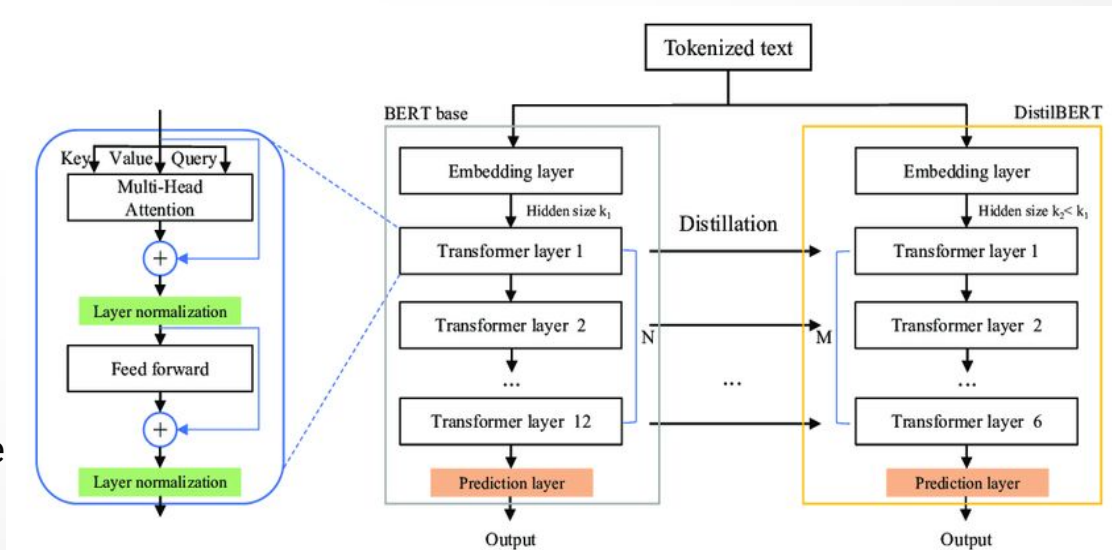 Tokenized text
BERT base
DistilBERT
Key Value Query
Multi-Head
Attention
+
Layer normalization
Feed forward
+
Layer normalization
Embedding layer
Hidden size k₁
Transformer layer 1
Transformer layer 2
...
Transformer layer 12
Prediction layer
Output
N
Distillation
...
M
Embedding layer
Hidden size k₂< k₁
Transformer layer 1
Transformer layer 2
...
Transformer layer 6
Prediction layer
Output
e